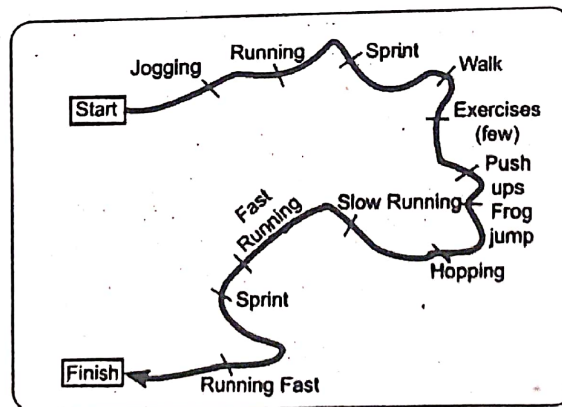 Start
Jogging
Running
Sprint
Walk
Exercises
(few)
Push
ups
Frog
jump
Hopping
Slow Running
Fast
Running
Sprint
Running Fast
Finish